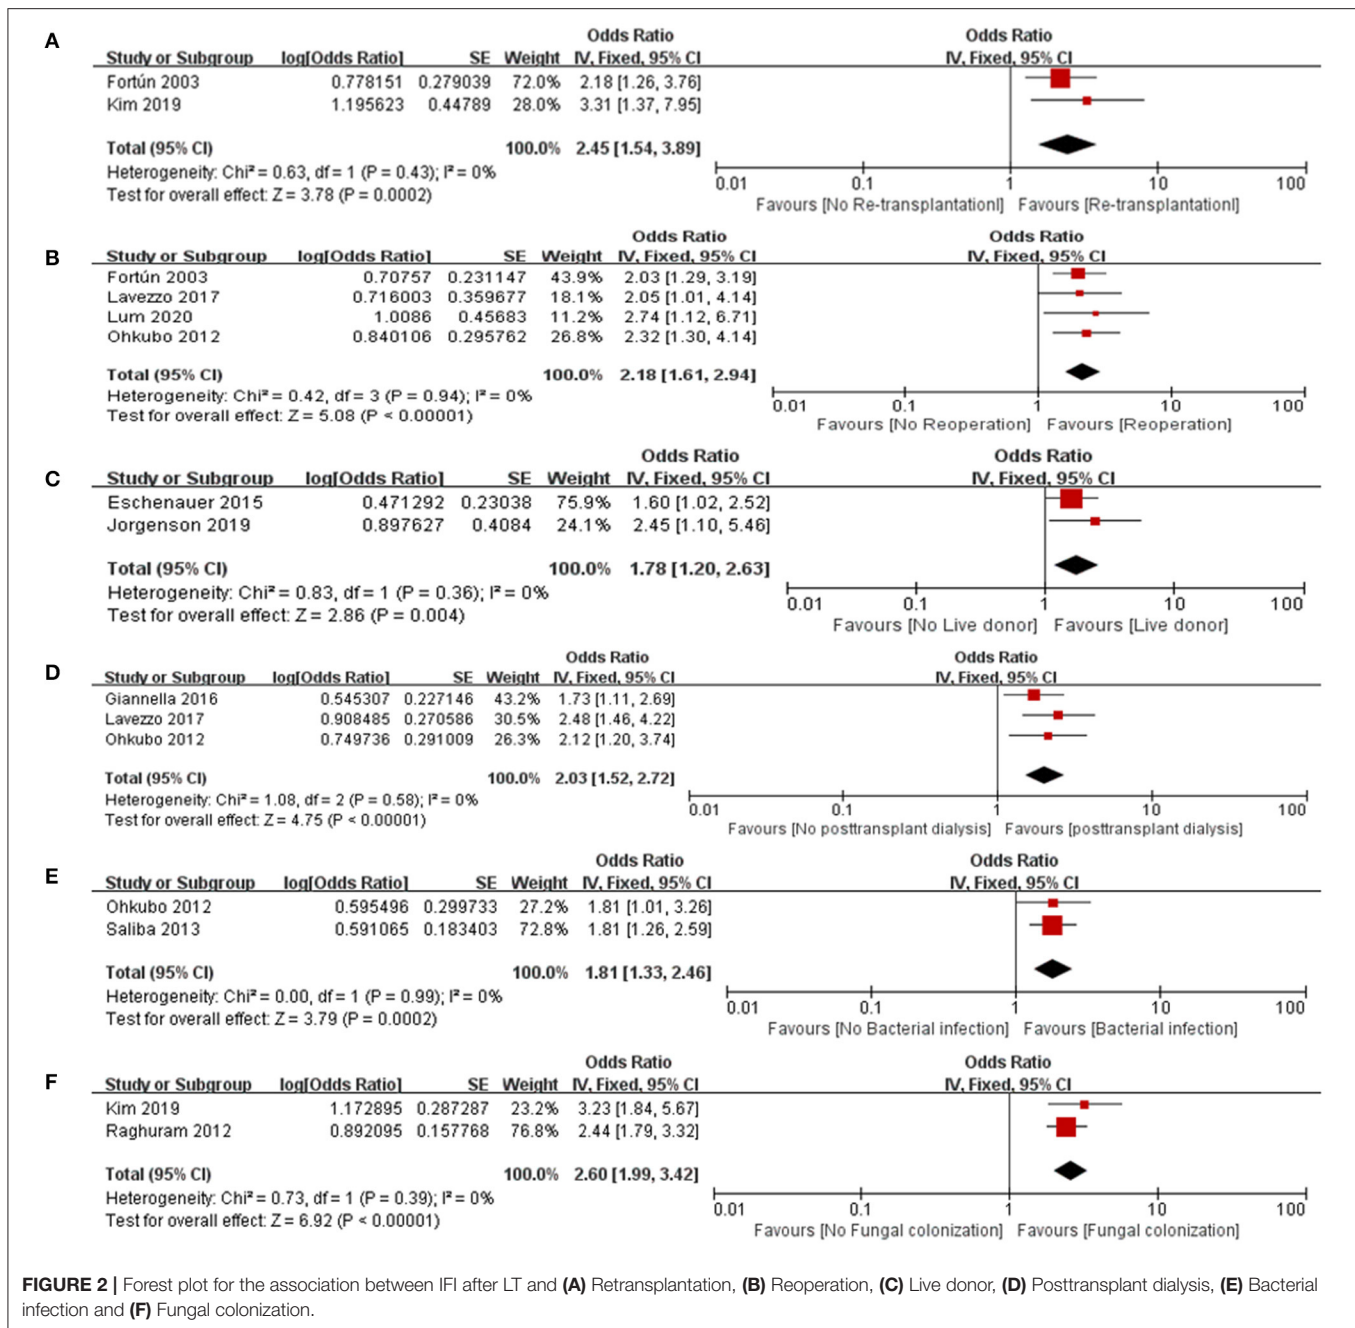 A
Odds Ratio Odds Ratio
Study or Subgroup log[Odds Ratio] SE Weight IV, Fixed, 95% CI IV, Fixed, 95% CI
Fortún 2003 0.778151 0.279039 72.0% 2.18 [1.26, 3.76]
Kim 2019 1.195623 0.44789 28.0% 3.31 [1.37, 7.95]
Total (95% CI) 100.0% 2.45 [1.54, 3.89]
Heterogeneity: Chi² = 0.63, df = 1 (P = 0.43); I² = 0%
Test for overall effect: Z = 3.78 (P = 0.0002)
0.01 0.1 1 10 100
Favours [No Re-transplantationl] Favours [Re-transplantationl]
B
Odds Ratio Odds Ratio
Study or Subgroup log[Odds Ratio] SE Weight IV, Fixed, 95% CI IV, Fixed, 95% CI
Fortún 2003 0.70757 0.231147 43.9% 2.03 [1.29, 3.19]
Lavezzo 2017 0.716003 0.359677 18.1% 2.05 [1.01, 4.14]
Lum 2020 1.0086 0.45683 11.2% 2.74 [1.12, 6.71]
Ohkubo 2012 0.840106 0.295762 26.8% 2.32 [1.30, 4.14]
Total (95% CI) 100.0% 2.18 [1.61, 2.94]
Heterogeneity: Chi² = 0.42, df = 3 (P = 0.94); I² = 0%
Test for overall effect: Z = 5.08 (P < 0.00001)
0.01 0.1 1 10 100
Favours [No Reoperation] Favours [Reoperation]
C
Odds Ratio Odds Ratio
Study or Subgroup log[Odds Ratio] SE Weight IV, Fixed, 95% CI IV, Fixed, 95% CI
Eschenauer 2015 0.471292 0.23038 75.9% 1.60 [1.02, 2.52]
Jorgenson 2019 0.897627 0.4084 24.1% 2.45 [1.10, 5.46]
Total (95% CI) 100.0% 1.78 [1.20, 2.63]
Heterogeneity: Chi² = 0.83, df = 1 (P = 0.36); I² = 0%
Test for overall effect: Z = 2.86 (P = 0.004)
0.01 0.1 1 10 100
Favours [No Live donor] Favours [Live donor]
D
Odds Ratio Odds Ratio
Study or Subgroup log[Odds Ratio] SE Weight IV, Fixed, 95% CI IV, Fixed, 95% CI
Giannella 2016 0.545307 0.227146 43.2% 1.73 [1.11, 2.69]
Lavezzo 2017 0.908485 0.270586 30.5% 2.48 [1.46, 4.22]
Ohkubo 2012 0.749736 0.291009 26.3% 2.12 [1.20, 3.74]
Total (95% CI) 100.0% 2.03 [1.52, 2.72]
Heterogeneity: Chi² = 1.08, df = 2 (P = 0.58); I² = 0%
Test for overall effect: Z = 4.75 (P < 0.00001)
0.01 0.1 1 10 100
Favours [No posttransplant dialysis] Favours [posttransplant dialysis]
E
Odds Ratio Odds Ratio
Study or Subgroup log[Odds Ratio] SE Weight IV, Fixed, 95% CI IV, Fixed, 95% CI
Ohkubo 2012 0.595496 0.299733 27.2% 1.81 [1.01, 3.26]
Saliba 2013 0.591065 0.183403 72.8% 1.81 [1.26, 2.59]
Total (95% CI) 100.0% 1.81 [1.33, 2.46]
Heterogeneity: Chi² = 0.00, df = 1 (P = 0.99); I² = 0%
Test for overall effect: Z = 3.79 (P = 0.0002)
0.01 0.1 1 10 100
Favours [No Bacterial infection] Favours [Bacterial infection]
F
Odds Ratio Odds Ratio
Study or Subgroup log[Odds Ratio] SE Weight IV, Fixed, 95% CI IV, Fixed, 95% CI
Kim 2019 1.172895 0.287287 23.2% 3.23 [1.84, 5.67]
Raghuram 2012 0.892095 0.157768 76.8% 2.44 [1.79, 3.32]
Total (95% CI) 100.0% 2.60 [1.99, 3.42]
Heterogeneity: Chi² = 0.73, df = 1 (P = 0.39); I² = 0%
Test for overall effect: Z = 6.92 (P < 0.00001)
0.01 0.1 1 10 100
Favours [No Fungal colonization] Favours [Fungal colonization]
FIGURE 2 | Forest plot for the association between IFI after LT and (A) Retransplantation, (B) Reoperation, (C) Live donor, (D) Posttransplant dialysis, (E) Bacterial
infection and (F) Fungal colonization.